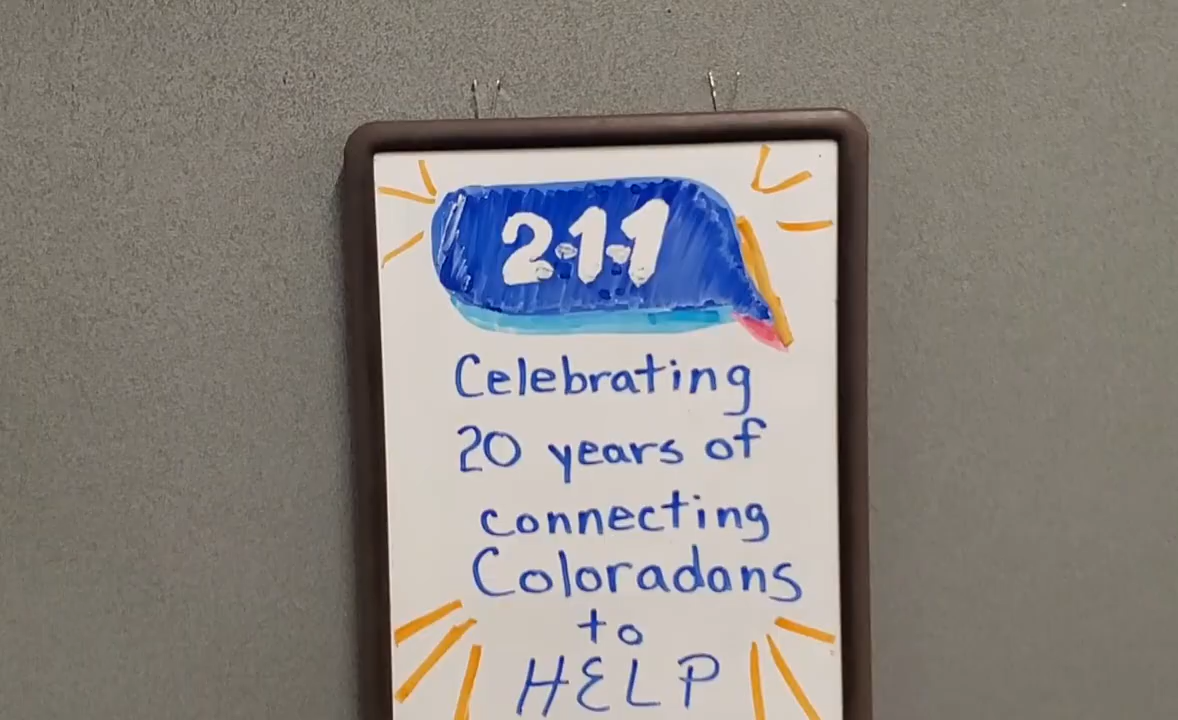 2-1-1
Celebrating
20 years of
connecting
Coloradans
to
HELP